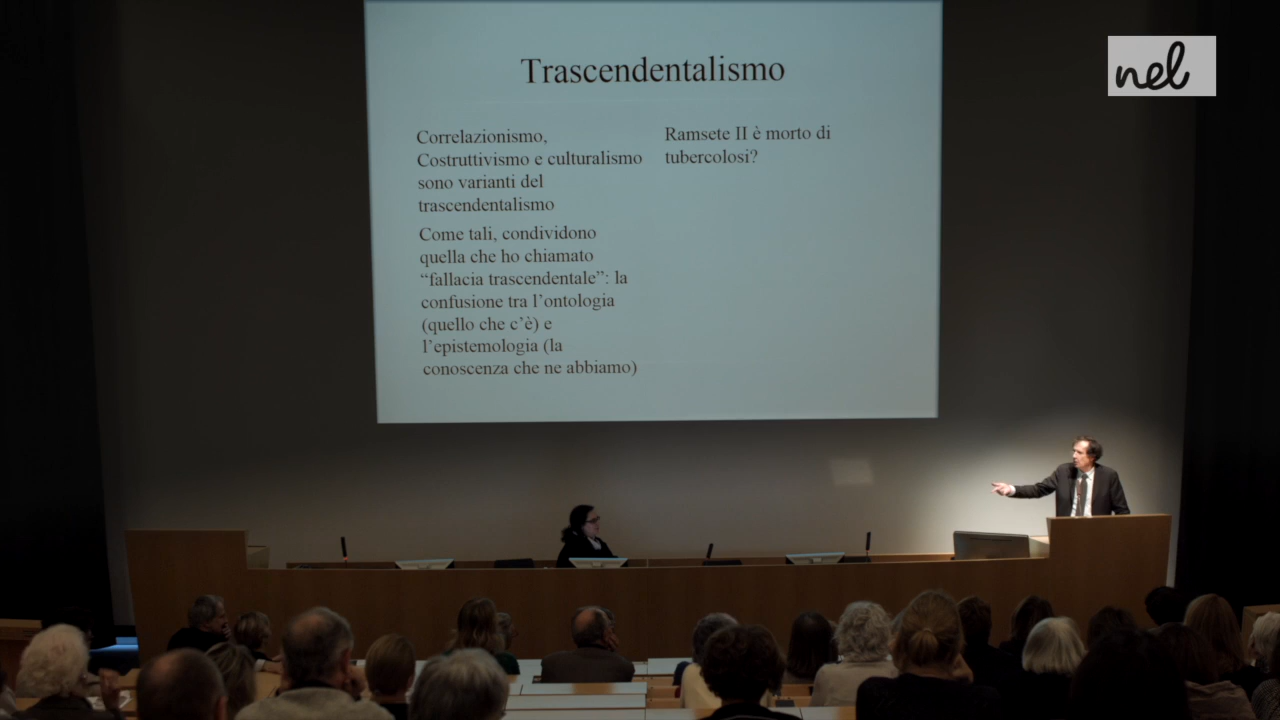 nel
Trascendentalismo
Correlazionismo,
Costruttivismo e culturalismo
sono varianti del
trascendentalismo
Come tali, condividono
quella che ho chiamato
“fallacia trascendentale”: la
confusione tra l’ontologia
(quello che c’è) e
l’epistemologia (la
conoscenza che ne abbiamo)
Ramsete II è morto di
tubercolosi?